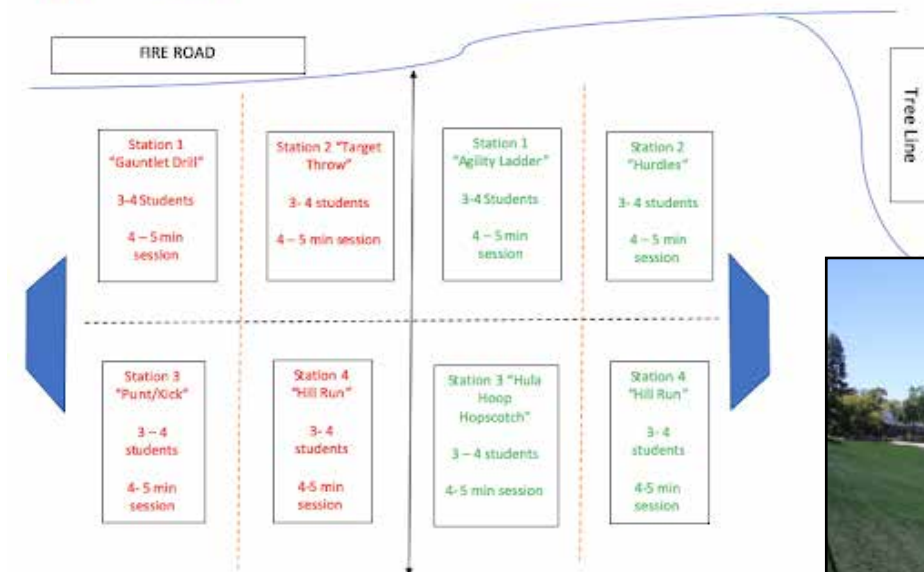 FIRE ROAD
Tree Line
Station 1
"Gauntlet Drill"
3-4 Students
4 – 5 min
session
Station 2 "Target
Throw"
3- 4 students
4 – 5 min session
Station 1
"Agility Ladder"
3-4 Students
4 – 5 min
session
Station 2
"Hurdles"
3- 4 students
4 – 5 min
session
Station 3
"Punt/Kick"
3 – 4
students
4- 5 min
session
Station 4
"Hill Run"
3- 4
students
4-5 min
session
Station 3 "Hula
Hoop
Hopscotch"
3 – 4 students
4- 5 min session
Station 4
"Hill Run"
3- 4
students
4-5 min
session